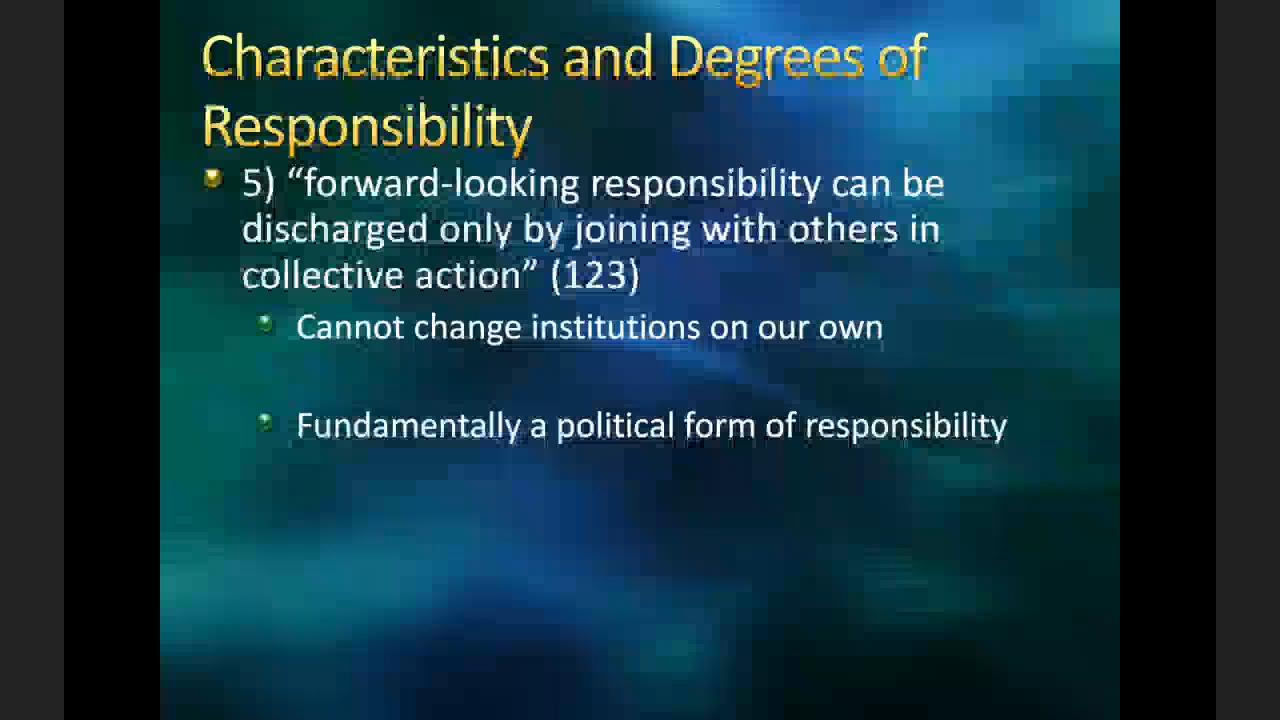 Characteristics and Degrees of
Responsibility
5) “forward-looking responsibility can be
discharged only by joining with others in
collective action” (123)
Cannot change institutions on our own
Fundamentally a political form of responsibility